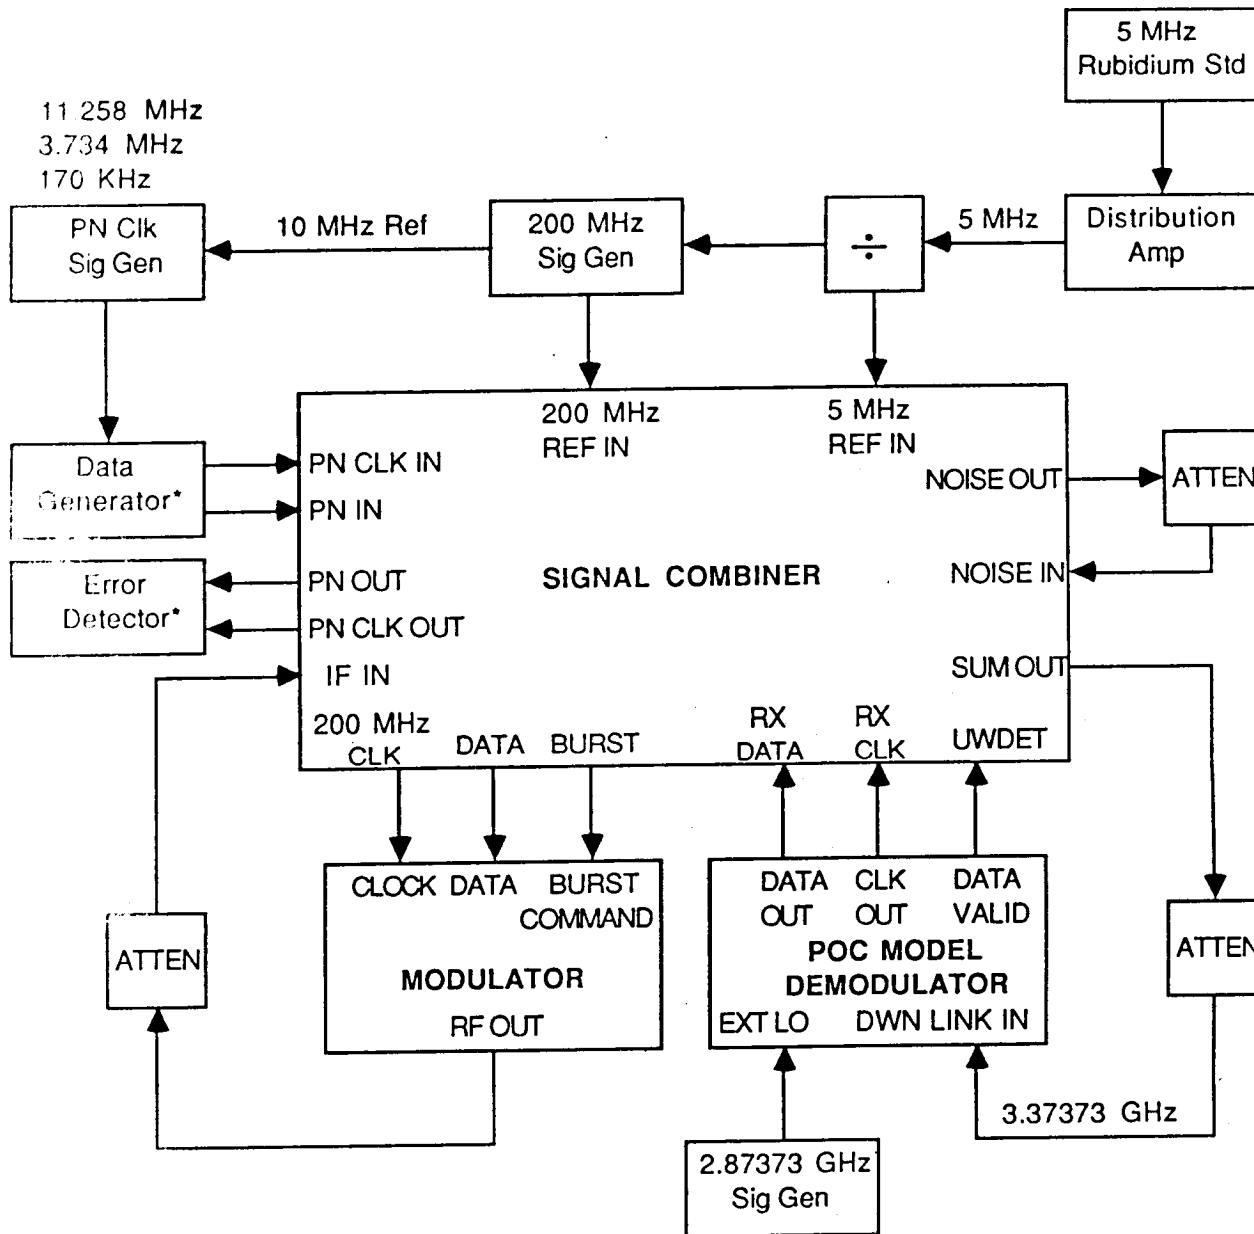 5 MHz
Rubidium Std
11.258 MHz
3.734 MHz
170 KHz
PN Clk
Sig Gen
10 MHz Ref
200 MHz
Sig Gen
÷
5 MHz
Distribution
Amp
200 MHz
REF IN
5 MHz
REF IN
Data
Generator*
PN CLK IN
PN IN
NOISE OUT
ATTEN
Error
Detector*
PN OUT
PN CLK OUT
SIGNAL COMBINER
NOISE IN
IF IN
SUM OUT
200 MHz
CLK
DATA
BURST
RX
DATA
RX
CLK
UWDET
CLOCK
DATA
BURST
COMMAND
MODULATOR
RF OUT
ATTEN
DATA
OUT
CLK
OUT
DATA
VALID
POC MODEL
DEMODULATOR
EXT LO
DWN LINK IN
ATTEN
3.37373 GHz
2.87373 GHz
Sig Gen